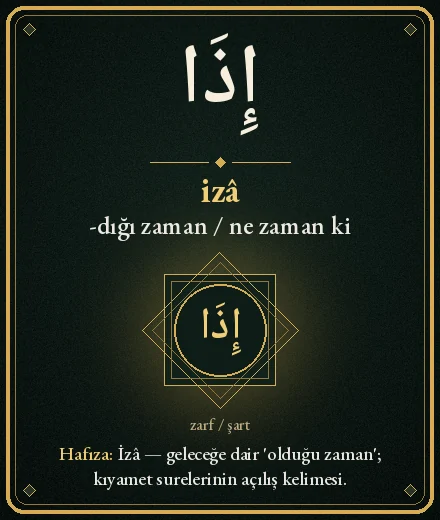 إِذَا
izâ
-dığı zaman / ne zaman ki
إِذَا
zarf / şart
Hafıza: İzâ — geleceğe dair 'olduğu zaman';
kıyamet surelerinin açılış kelimesi.